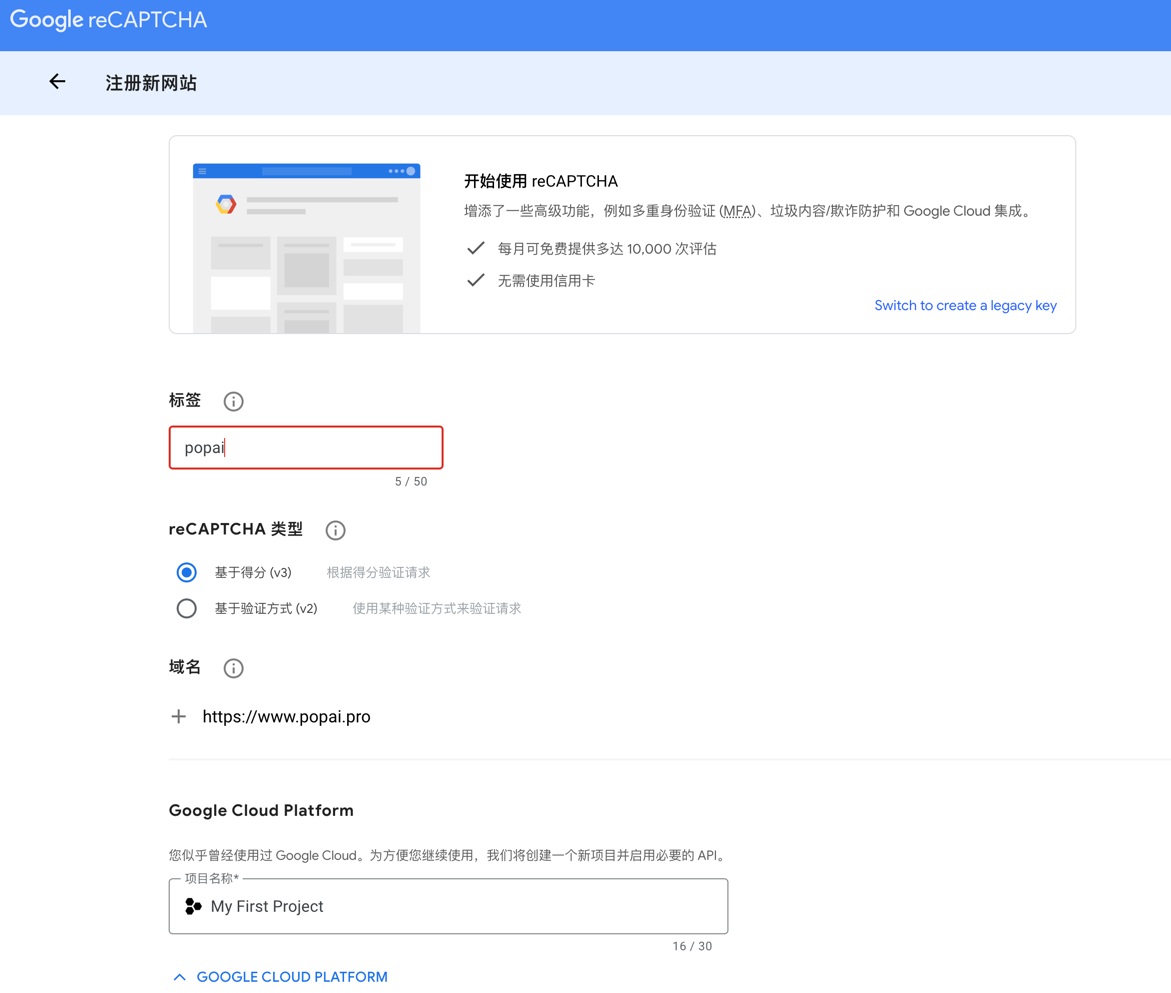 Google reCAPTCHA
注册新网站
开始使用 reCAPTCHA
增添了一些高级功能，例如多重身份验证 (MFA)、垃圾内容/欺诈防护和 Google Cloud 集成。
每月可免费提供多达 10,000 次评估
无需使用信用卡
Switch to create a legacy key
标签
popai
5 / 50
reCAPTCHA 类型
基于得分 (v3) 根据得分验证请求
基于验证方式 (v2) 使用某种验证方式来验证请求
域名
https://www.popai.pro
Google Cloud Platform
您似乎曾经使用过 Google Cloud。为方便您继续使用，我们将创建一个新项目并启用必要的 API。
项目名称*
My First Project
16 / 30
GOOGLE CLOUD PLATFORM